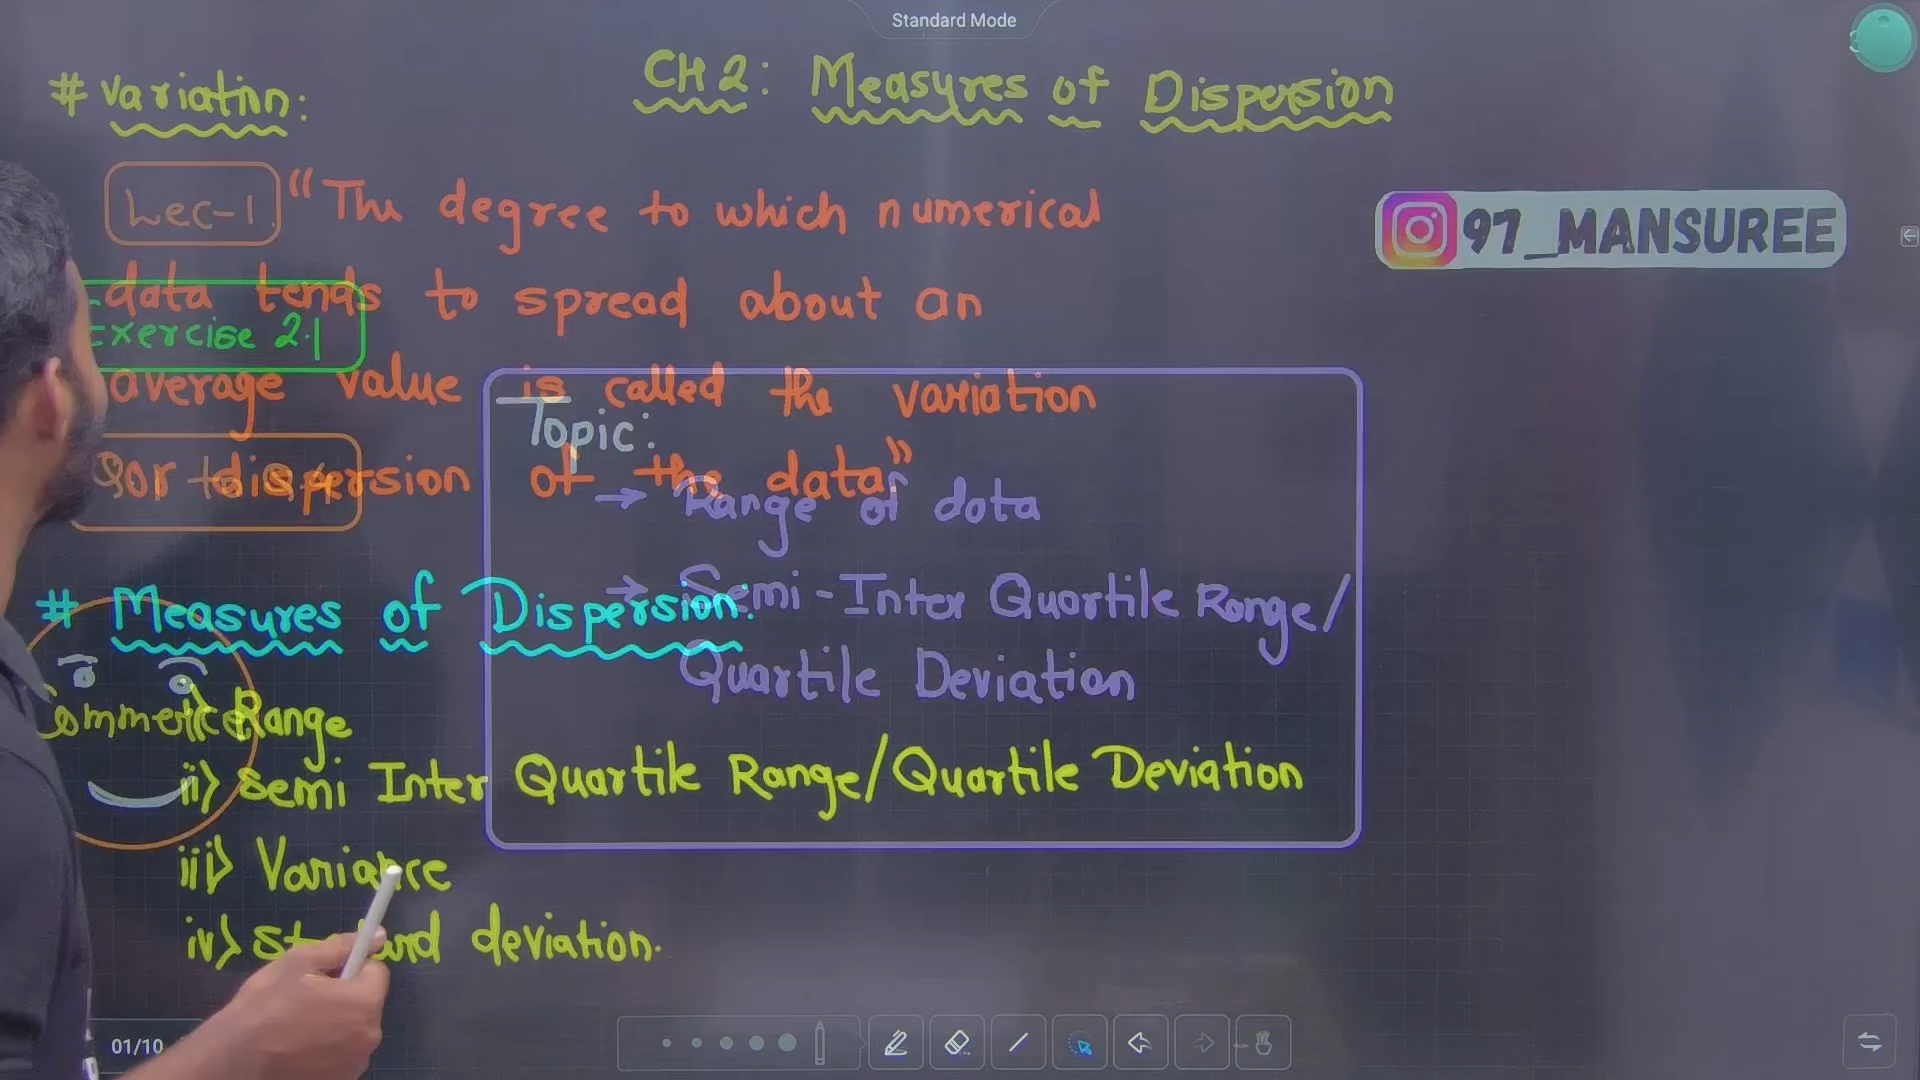 Standard Mode
# Variation:
CH 2: Measures of Dispersion
Lec-1
"The degree to which numerical
97_MANSUREE
data tends to spread about an
Exercise 2.1
average value is called the variation
Topic:
or dispersion of the data"
→ Range of data
# Measures of Dispersion:
→ Semi-Inter Quartile Range/
Quartile Deviation
Commerce
i) Range
ii) Semi Inter Quartile Range/Quartile Deviation
iii) Variance
iv) Standard deviation.
01/10